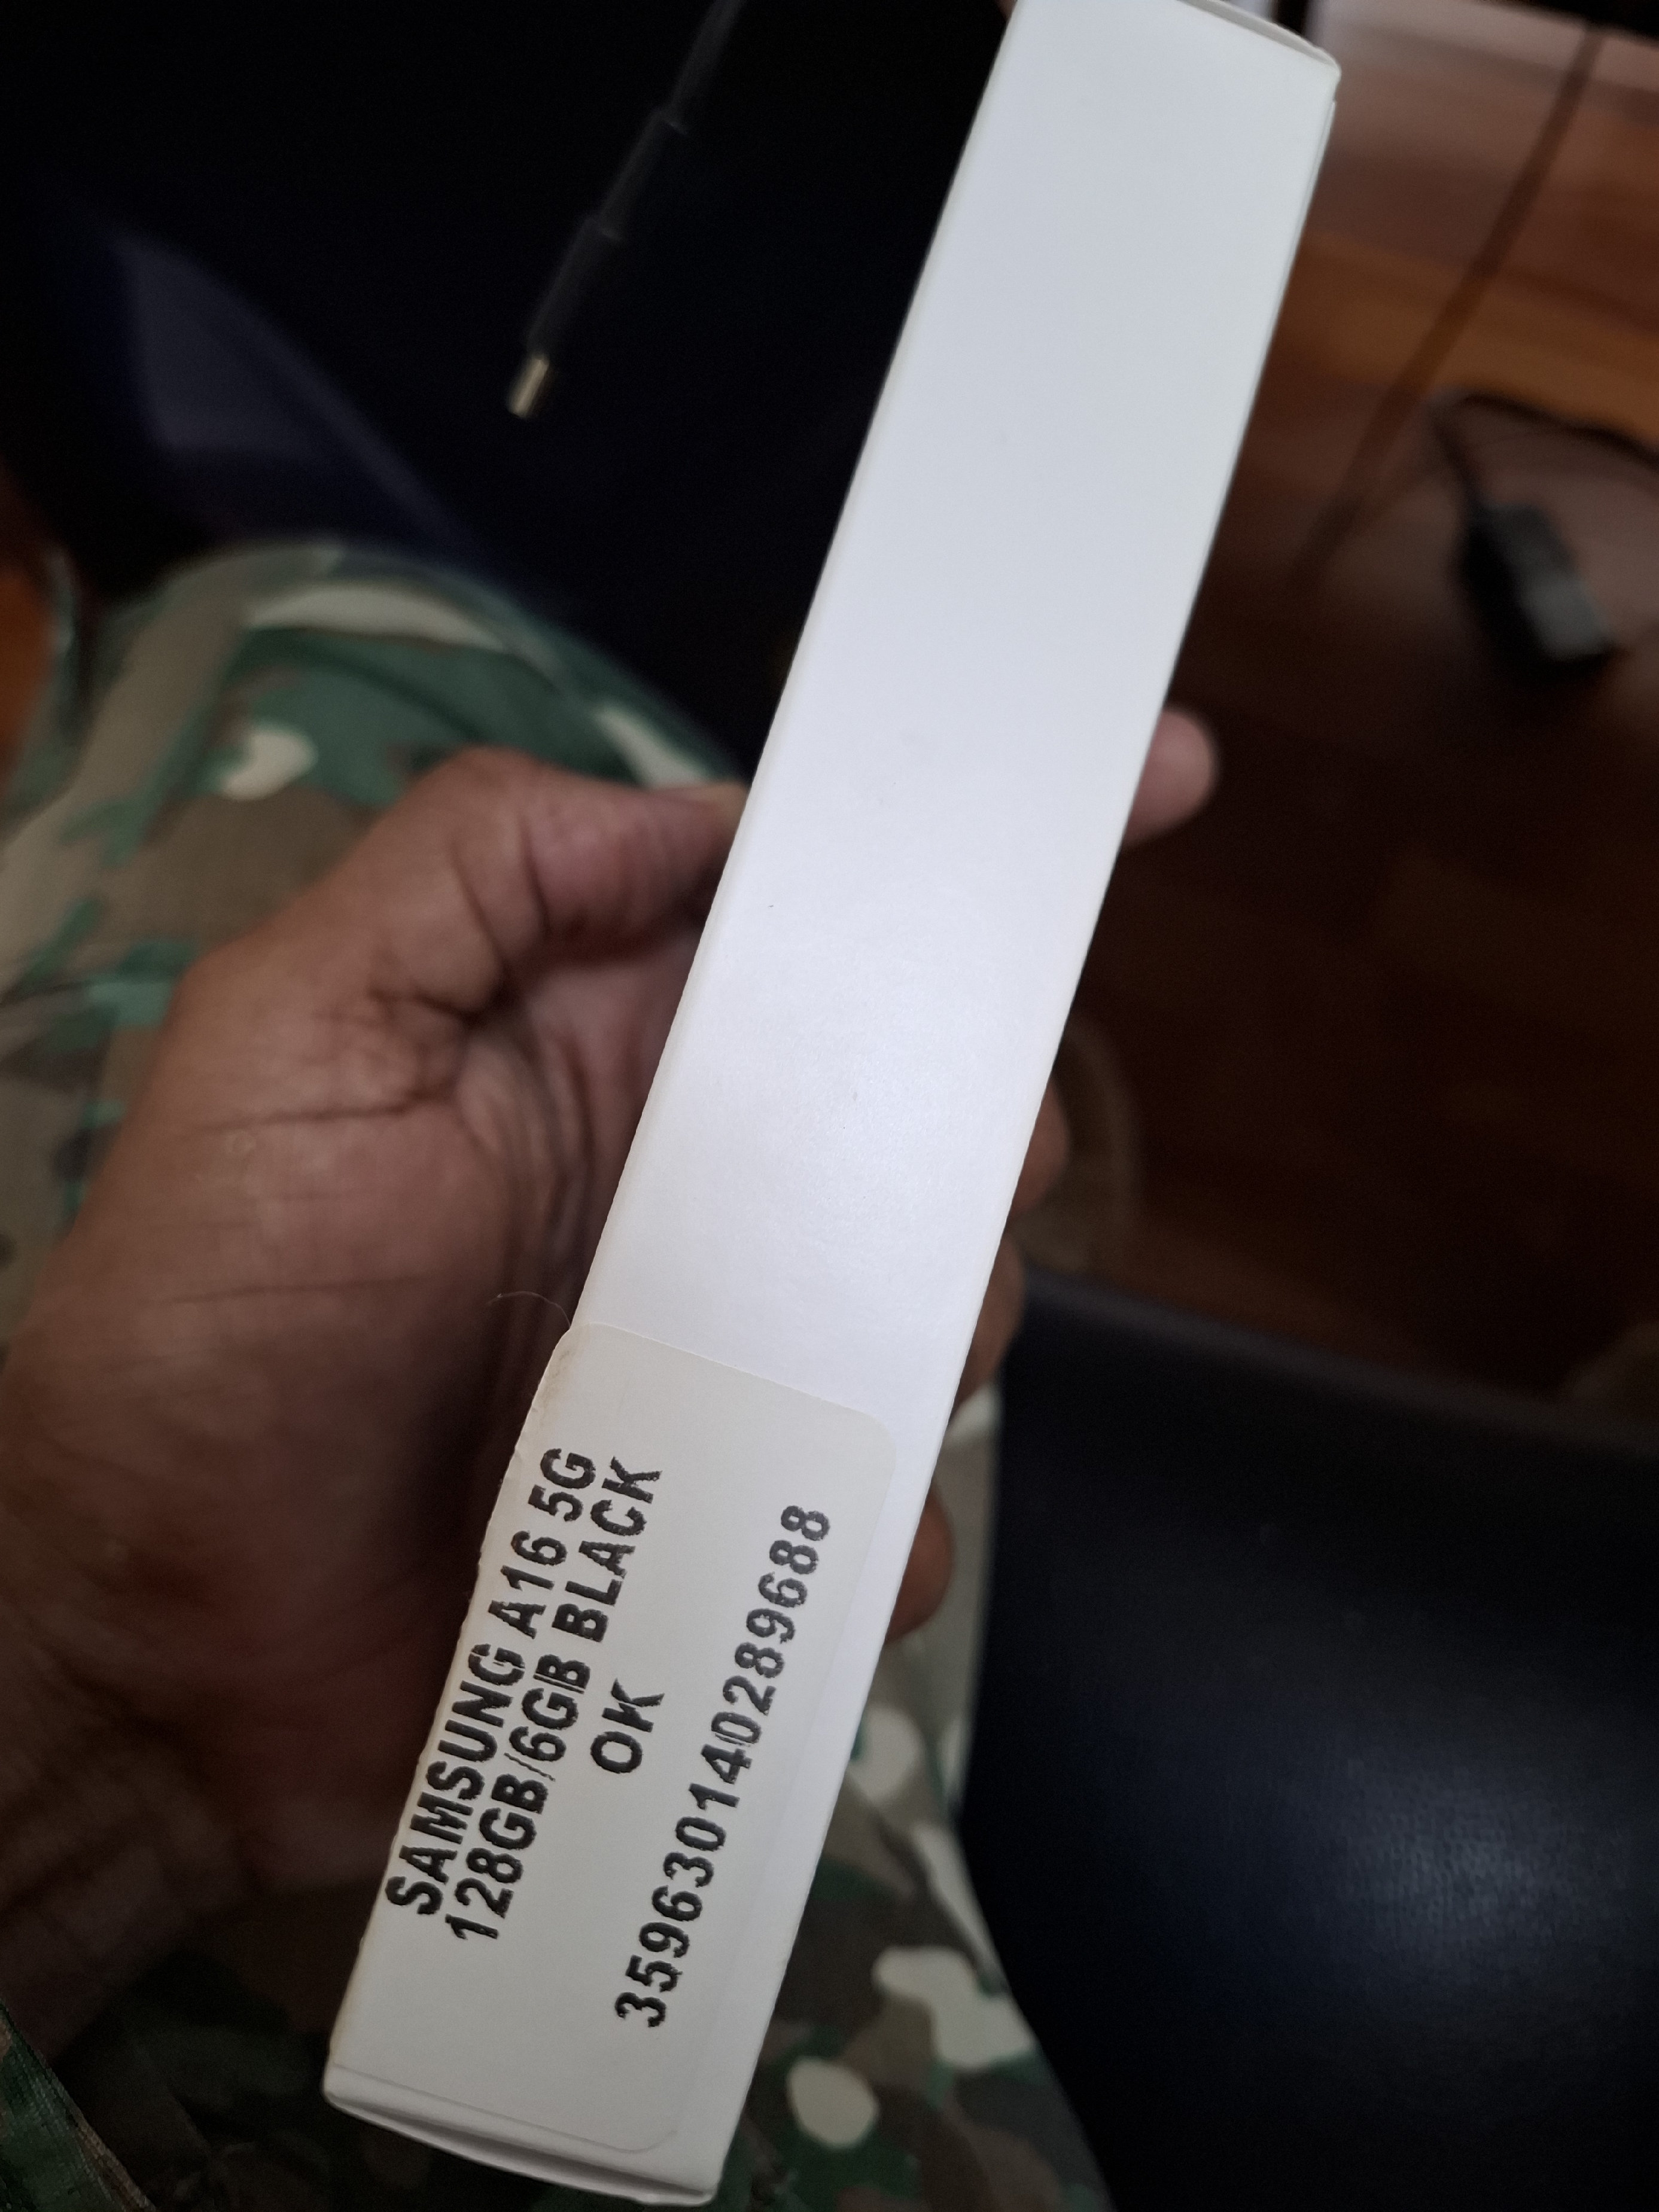 SAMSUNG A16 5G
128GB/6GB BLACK
OK
359630140289688